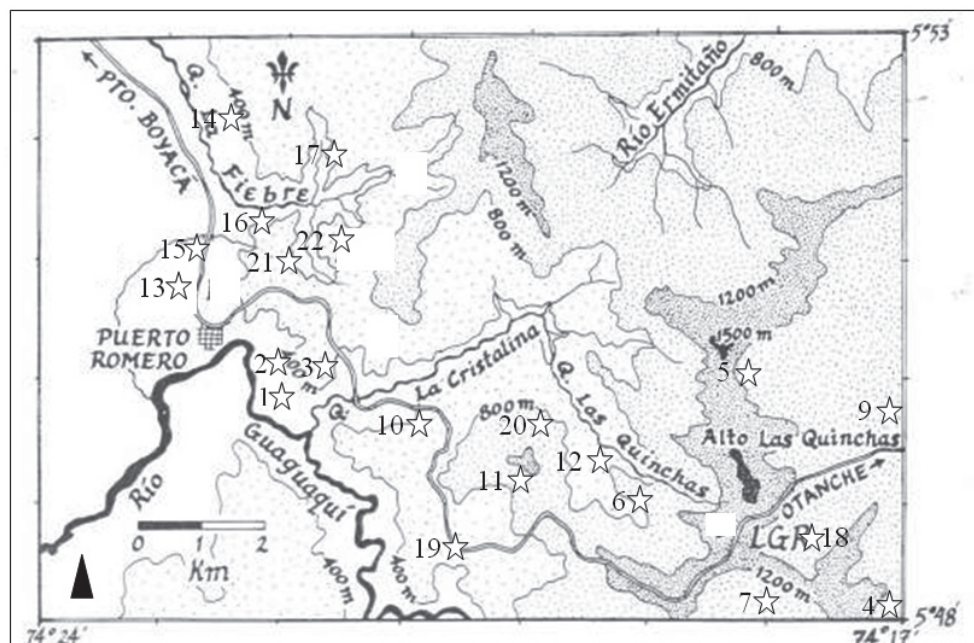 5°53
PTO. BOYACA
Q. La Fiebre
400 m
N
Río Ermitaño
800 m
14
17
1200 m
800 m
16
22
15
21
13
1200 m
1500 m
PUERTO
ROMERO
2
3
5
1
Q. La Cristalina
Q. Las Quinchas
9
10
800 m
20
Alto Las Quinchas
12
11
6
OTANCHE
Río Guaguaquí
0 1 2
Km
19
18
400 m
400 m
7
1200 m
4
5°48
74°24
74°17